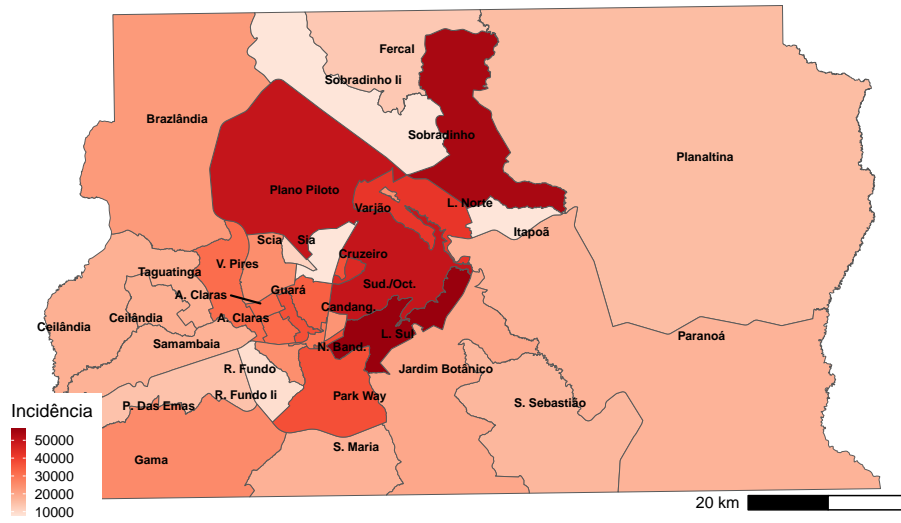 Fercal
Sobradinho Ii
Brazlândia
Sobradinho
Planaltina
Plano Piloto
L. Norte
Varjão
Itapoã
Scia
Sia
Cruzeiro
V. Pires
Taguatinga
Guará
Sud./Oct.
A. Claras
Candang.
Ceilândia
A. Claras
Ceilândia
L. Sul
Paranoá
Samambaia
N. Band.
R. Fundo
Jardim Botânico
R. Fundo Ii
Park Way
P. Das Emas
S. Sebastião
S. Maria
Gama
Incidência
50000
40000
30000
20000
10000
20 km